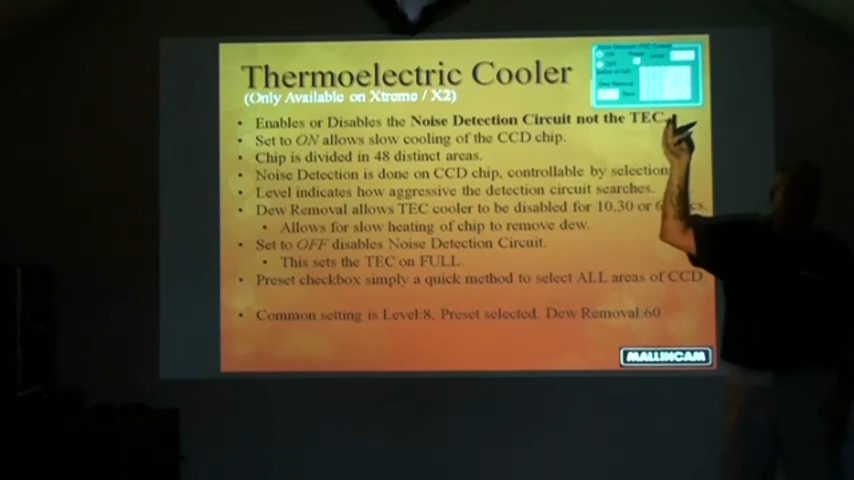 Thermoelectric Cooler
(Only Available on Xtreme / X2)
• Enables or Disables the Noise Detection Circuit not the TEC.
• Set to ON allows slow cooling of the CCD chip.
• Chip is divided in 48 distinct areas.
• Noise Detection is done on CCD chip, controllable by selection
• Level indicates how aggressive the detection circuit searches.
• Dew Removal allows TEC cooler to be disabled for 10,30 or
• Allows for slow heating of chip to remove dew.
• Set to OFF disables Noise Detection Circuit.
• This sets the TEC on FULL.
• Preset checkbox simply a quick method to select ALL areas of CCD
• Common setting is Level:8, Preset selected, Dew Removal:60
MALLINCAM